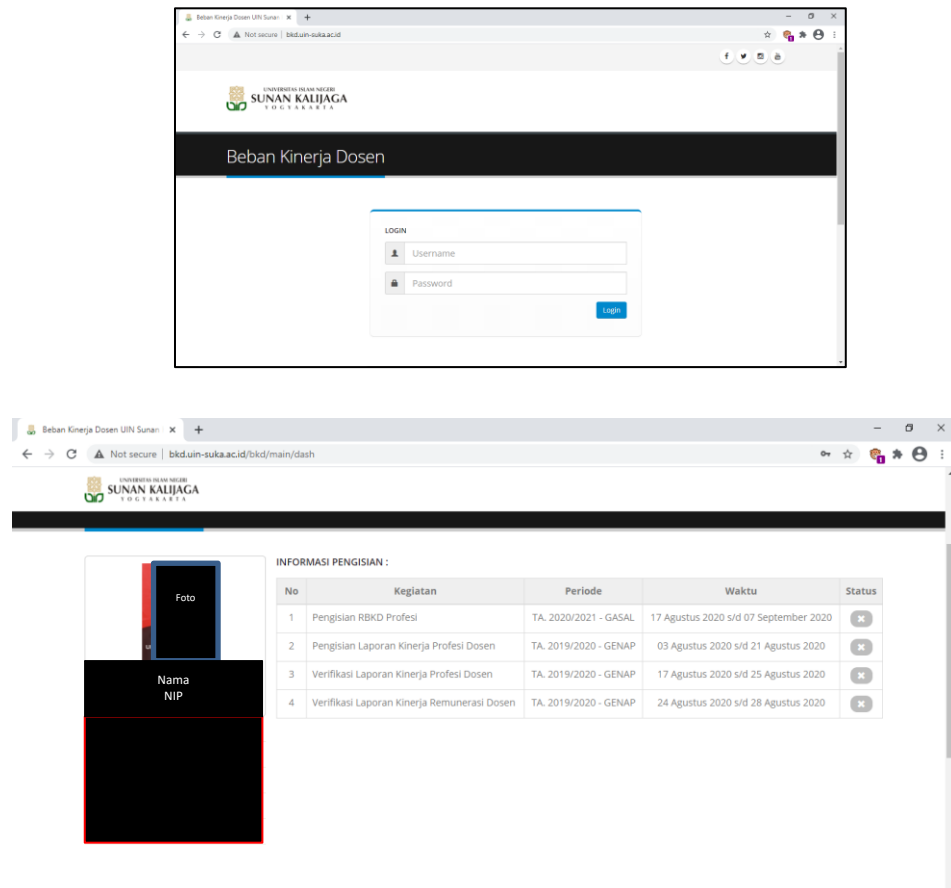 Beban Kinerja Dosen UIN Sunan
Not secure | bkd.uin-suka.ac.id
1
UNIVERSITAS ISLAM NEGERI
SUNAN KALIJAGA
YOGYAKARTA
Beban Kinerja Dosen
LOGIN
Username
Password
Login
Beban Kinerja Dosen UIN Sunan
Not secure | bkd.uin-suka.ac.id/bkd/main/dash
1
UNIVERSITAS ISLAM NEGERI
SUNAN KALIJAGA
YOGYAKARTA
Foto
Nama
NIP
INFORMASI PENGISIAN :
No Kegiatan Periode Waktu Status
1 Pengisian RBKD Profesi TA. 2020/2021 - GASAL 17 Agustus 2020 s/d 07 September 2020
2 Pengisian Laporan Kinerja Profesi Dosen TA. 2019/2020 - GENAP 03 Agustus 2020 s/d 21 Agustus 2020
3 Verifikasi Laporan Kinerja Profesi Dosen TA. 2019/2020 - GENAP 17 Agustus 2020 s/d 25 Agustus 2020
4 Verifikasi Laporan Kinerja Remunerasi Dosen TA. 2019/2020 - GENAP 24 Agustus 2020 s/d 28 Agustus 2020